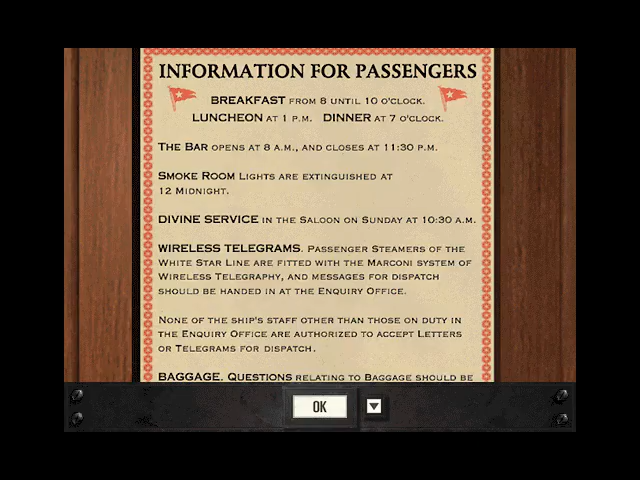 INFORMATION FOR PASSENGERS
BREAKFAST FROM 8 UNTIL 10 O'CLOCK.
LUNCHEON AT 1 P.M. DINNER AT 7 O'CLOCK.
THE BAR OPENS AT 8 A.M., AND CLOSES AT 11:30 P.M.
SMOKE ROOM LIGHTS ARE EXTINGUISHED AT
12 MIDNIGHT.
DIVINE SERVICE IN THE SALOON ON SUNDAY AT 10:30 A.M.
WIRELESS TELEGRAMS. PASSENGER STEAMERS OF THE
WHITE STAR LINE ARE FITTED WITH THE MARCONI SYSTEM OF
WIRELESS TELEGRAPHY, AND MESSAGES FOR DISPATCH
SHOULD BE HANDED IN AT THE ENQUIRY OFFICE.
NONE OF THE SHIP'S STAFF OTHER THAN THOSE ON DUTY IN
THE ENQUIRY OFFICE ARE AUTHORIZED TO ACCEPT LETTERS
OR TELEGRAMS FOR DISPATCH.
BAGGAGE. QUESTIONS RELATING TO BAGGAGE SHOULD BE
OK